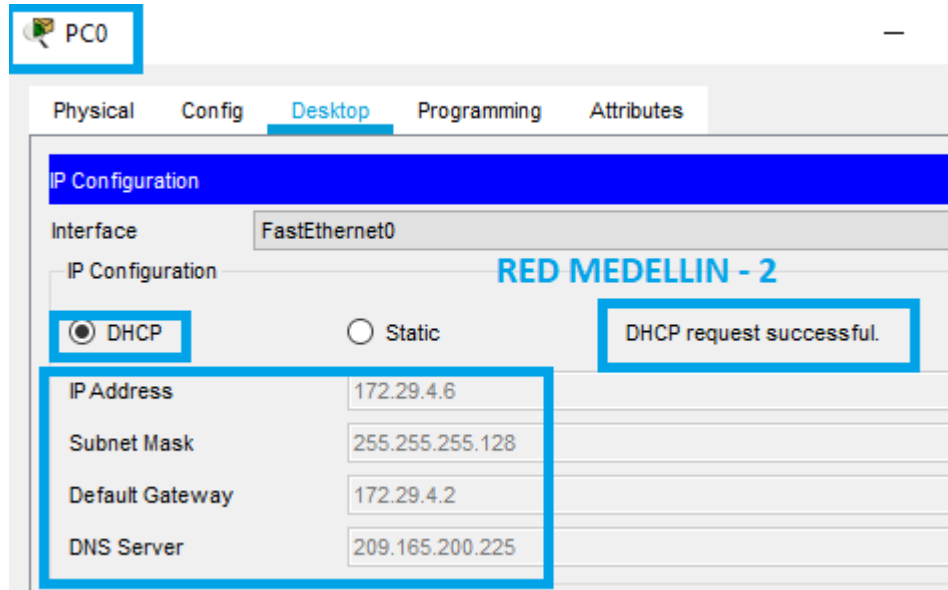 PC0
Physical Config Desktop Programming Attributes
IP Configuration
Interface FastEthernet0
IP Configuration
RED MEDELLIN - 2
DHCP Static DHCP request successful.
IP Address 172.29.4.6
Subnet Mask 255.255.255.128
Default Gateway 172.29.4.2
DNS Server 209.165.200.225